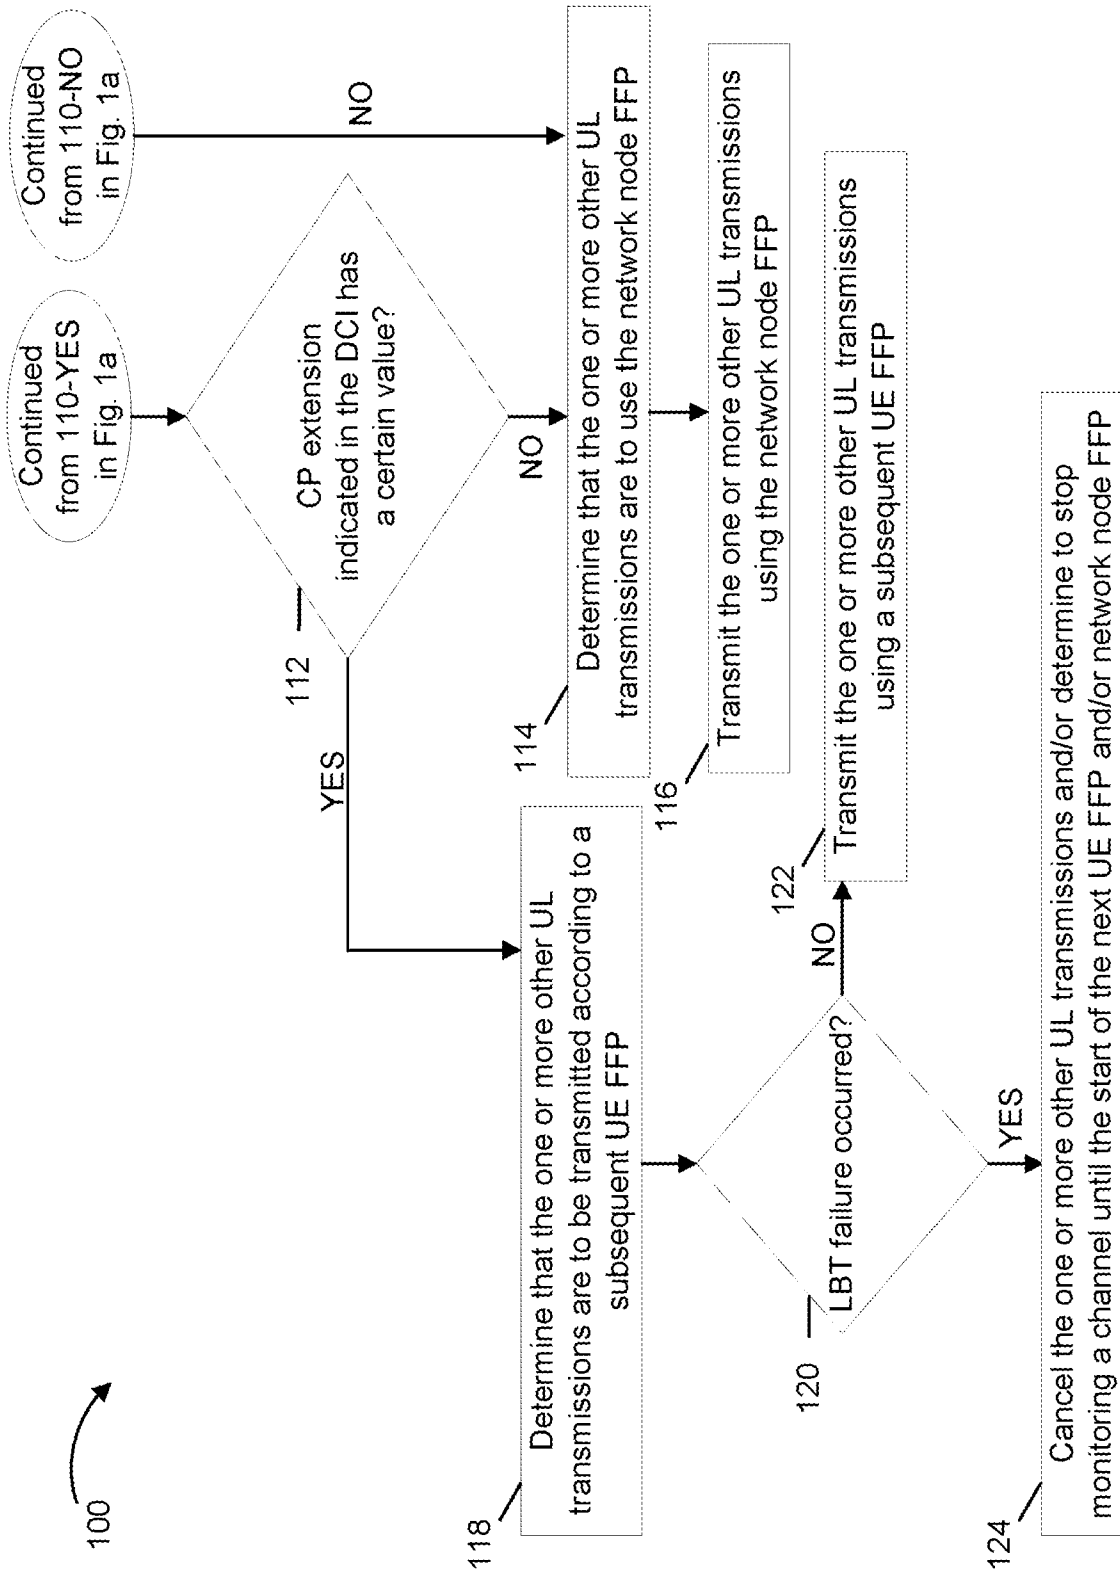 100
Continued
from 110-YES
in Fig. 1a
Continued
from 110-NO
in Fig. 1a
112
CP extension
indicated in the DCI has
a certain value?
YES
NO
NO
114
Determine that the one or more other UL
transmissions are to use the network node FFP
116
Transmit the one or more other UL transmissions
using the network node FFP
118
Determine that the one or more other UL
transmissions are to be transmitted according to a
subsequent UE FFP
120
LBT failure occurred?
NO
YES
122
Transmit the one or more other UL transmissions
using a subsequent UE FFP
124
Cancel the one or more other UL transmissions and/or determine to stop
monitoring a channel until the start of the next UE FFP and/or network node FFP